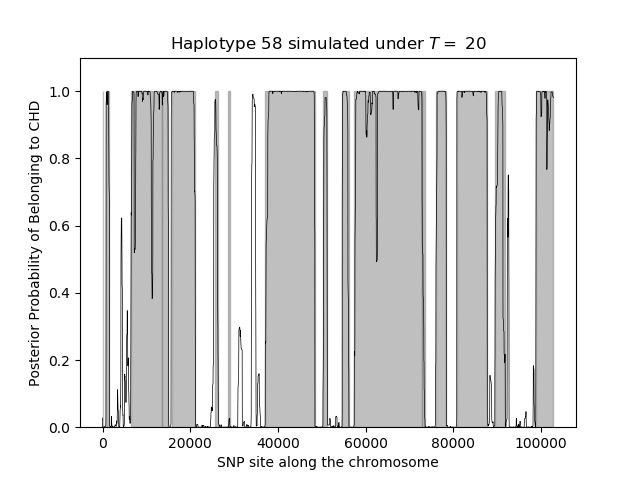 Haplotype 58 simulated under T = 20
Posterior Probability of Belonging to CHD
1.0
0.8
0.6
0.4
0.2
0.0
0 20000 40000 60000 80000 100000
SNP site along the chromosome